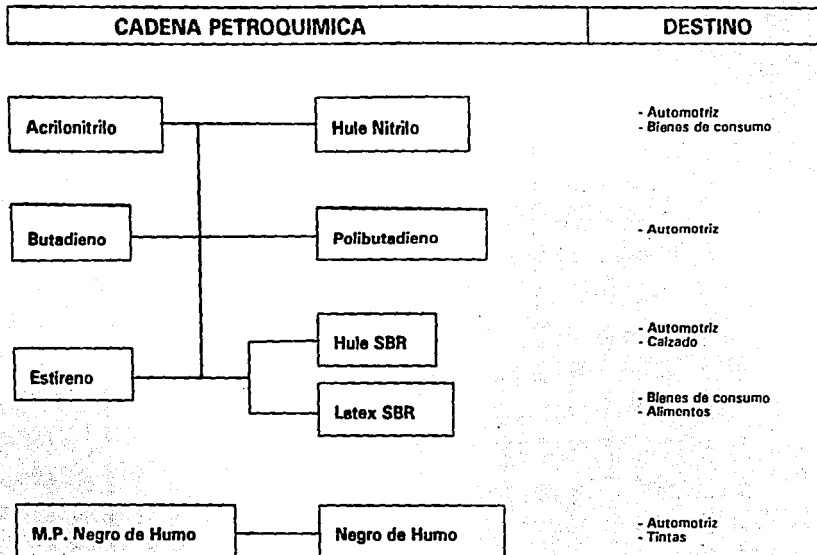 CADENA PETROQUIMICA
DESTINO
Acrilonitrilo
Hule Nitrilo
- Automotriz
- Bienes de consumo
Butadieno
Polibutadieno
- Automotriz
Estireno
Hule SBR
- Automotriz
- Calzado
Latex SBR
- Bienes de consumo
- Alimentos
M.P. Negro de Humo
Negro de Humo
- Automotriz
- Tintas